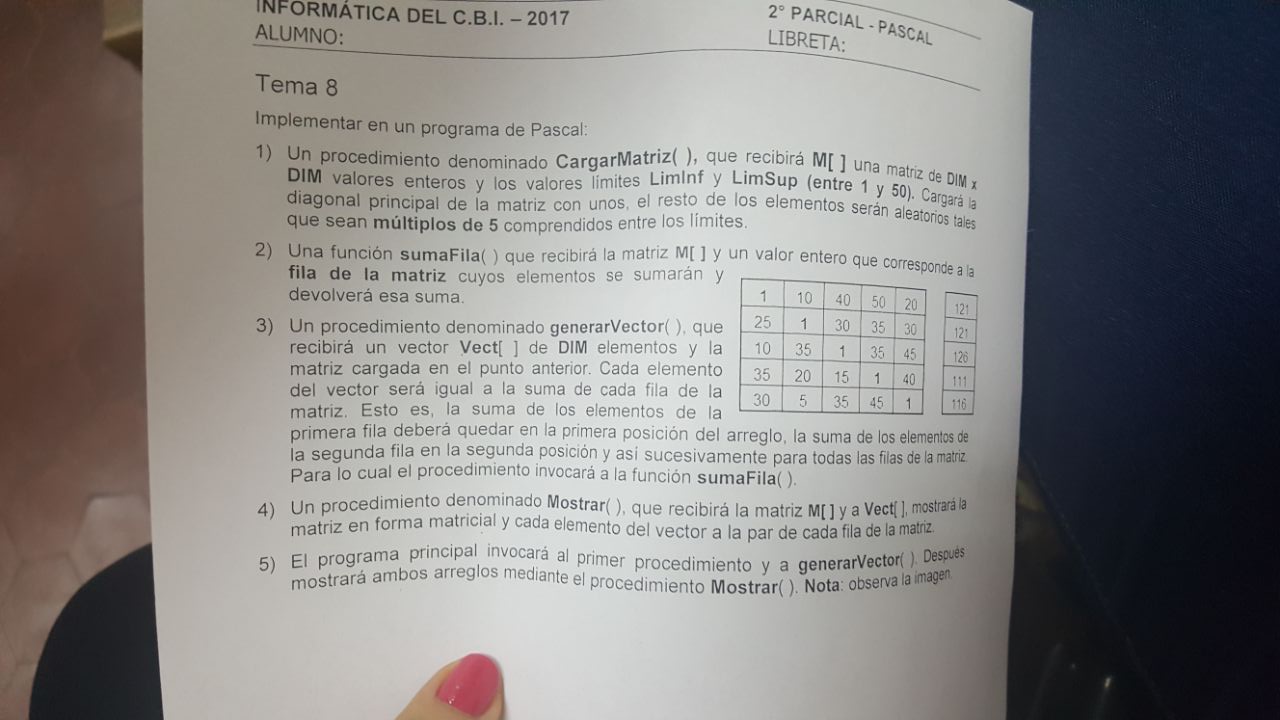 INFORMÁTICA DEL C.B.I. – 2017
2° PARCIAL - PASCAL
ALUMNO:
LIBRETA:
Tema 8
Implementar en un programa de Pascal:
1) Un procedimiento denominado CargarMatriz( ), que recibirá M[ ] una matriz de DIM x
DIM valores enteros y los valores límites LimInf y LimSup (entre 1 y 50). Cargará la
diagonal principal de la matriz con unos, el resto de los elementos serán aleatorios tales
que sean múltiplos de 5 comprendidos entre los límites.
2) Una función sumaFila( ) que recibirá la matriz M[ ] y un valor entero que corresponde a la
fila de la matriz cuyos elementos se sumarán y
devolverá esa suma.
3) Un procedimiento denominado generarVector( ), que
recibirá un vector Vect[ ] de DIM elementos y la
matriz cargada en el punto anterior. Cada elemento
del vector será igual a la suma de cada fila de la
matriz. Esto es, la suma de los elementos de la
1 10 40 50 20 121
25 1 30 35 30 121
10 35 1 35 45 126
35 20 15 1 40 111
30 5 35 45 1 116
primera fila deberá quedar en la primera posición del arreglo, la suma de los elementos de
la segunda fila en la segunda posición y así sucesivamente para todas las filas de la matriz.
Para lo cual el procedimiento invocará a la función sumaFila( ).
4) Un procedimiento denominado Mostrar( ), que recibirá la matriz M[ ] y a Vect[ ], mostrará la
matriz en forma matricial y cada elemento del vector a la par de cada fila de la matriz.
5) El programa principal invocará al primer procedimiento y a generarVector( ). Después
mostrará ambos arreglos mediante el procedimiento Mostrar( ). Nota: observa la imagen.